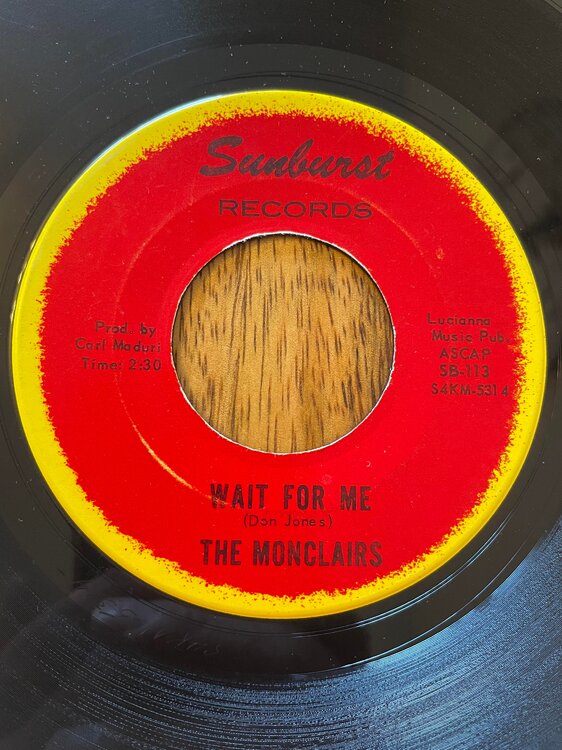 Sunburst
RECORDS
Prod. by
Carl Maduri
Time: 2:30
Lucianna
Music Pub.
ASCAP
SB-113
S4KM-5314
WAIT FOR ME
(Don Jones)
THE MONCLAIRS